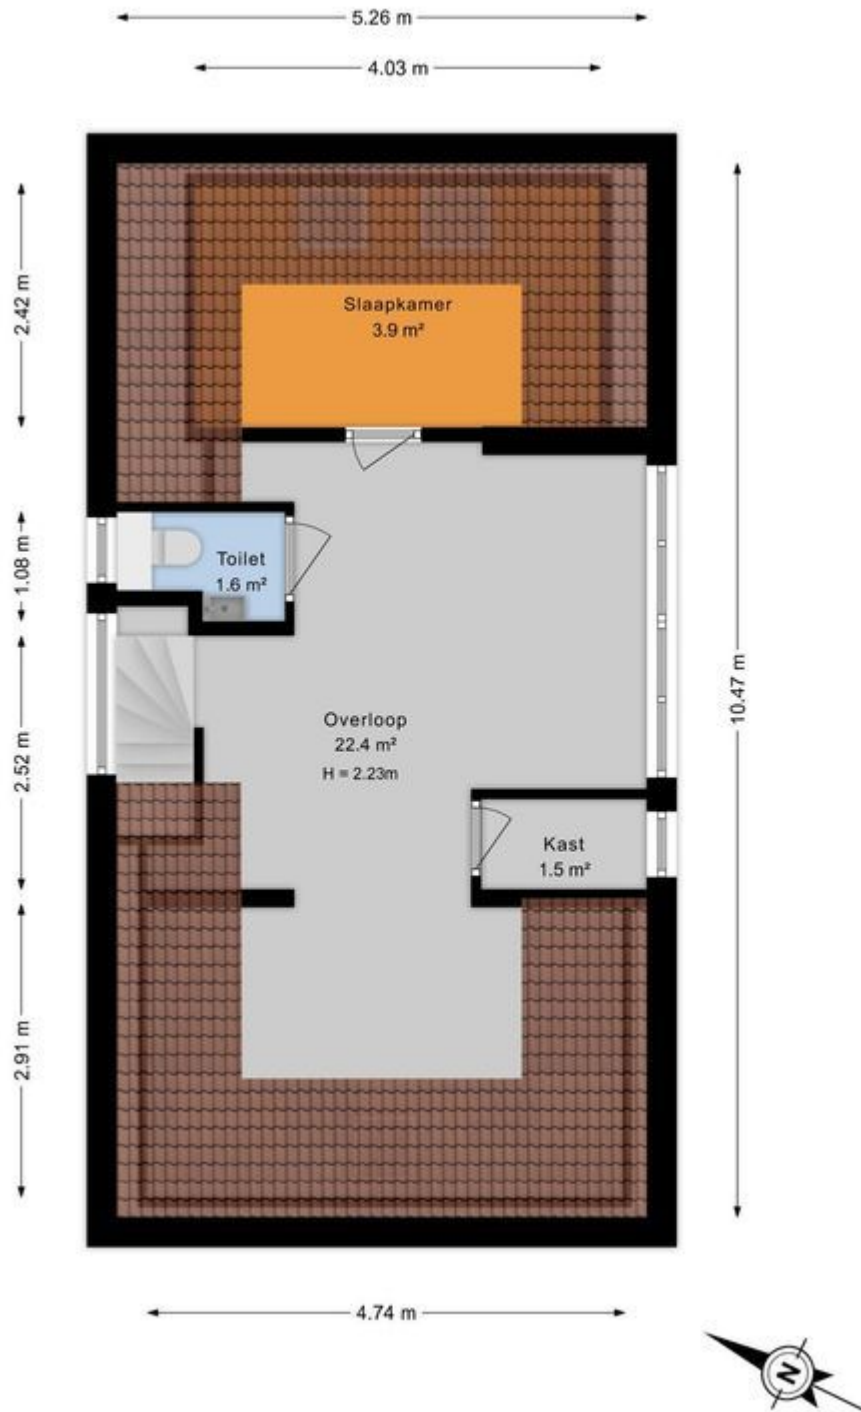 5.26 m
4.03 m
2.42 m
Slaapkamer
3.9 m²
1.08 m
Toilet
1.6 m²
10.47 m
2.52 m
Overloop
22.4 m²
H = 2.23m
Kast
1.5 m²
2.91 m
4.74 m
N